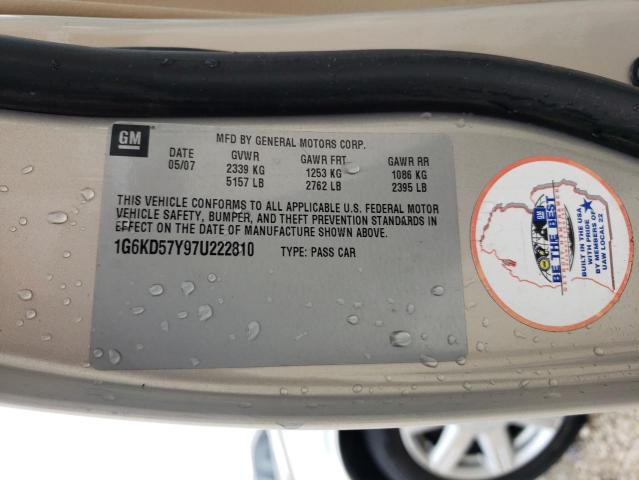 GM
MFD BY GENERAL MOTORS CORP.
DATE GVWR GAWR FRT GAWR RR
05/07 2339 KG 1253 KG 1086 KG
5157 LB 2762 LB 2395 LB
THIS VEHICLE CONFORMS TO ALL APPLICABLE U.S. FEDERAL MOTOR
VEHICLE SAFETY, BUMPER, AND THEFT PREVENTION STANDARDS IN
EFFECT ON THE DATE OF MANUFACTURE SHOWN ABOVE.
1G6KD57Y97U222810 TYPE: PASS CAR
GM
BE THE BEST
BUILT IN THE USA
WITH PRIDE
BY MEMBERS OF
UAW LOCAL 22